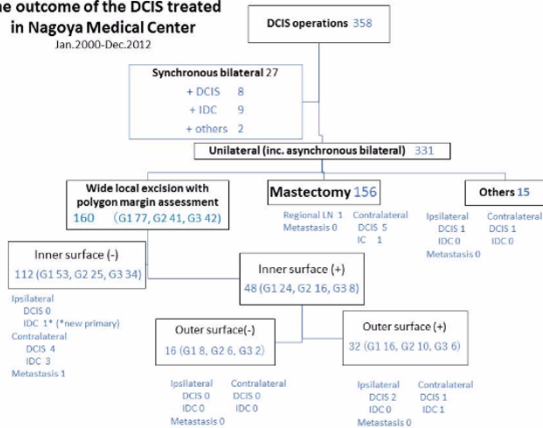 he outcome of the DCIS treated
in Nagoya Medical Center
Jan.2000-Dec.2012
DCIS operations 358
Synchronous bilateral 27
+ DCIS 8
+ IDC 9
+ others 2
Unilateral (inc. asynchronous bilateral) 331
Wide local excision with
polygon margin assessment
160 (G1 77, G2 41, G3 42)
Mastectomy 156
Regional LN 1
Metastasis 0
Contralateral
DCIS 5
IC 1
Others 15
Ipsilateral
DCIS 1
IDC 0
Metastasis 0
Contralateral
DCIS 1
IDC 0
Inner surface (-)
112 (G1 53, G2 25, G3 34)
Ipsilateral
DCIS 0
IDC 1* (*new primary)
Contralateral
DCIS 4
IDC 3
Metastasis 1
Inner surface (+)
48 (G1 24, G2 16, G3 8)
Outer surface(-)
16 (G1 8, G2 6, G3 2)
Ipsilateral
DCIS 0
IDC 0
Metastasis 0
Contralateral
DCIS 0
IDC 0
Outer surface (+)
32 (G1 16, G2 10, G3 6)
Ipsilateral
DCIS 2
IDC 0
Metastasis 0
Contralateral
DCIS 1
IDC 1